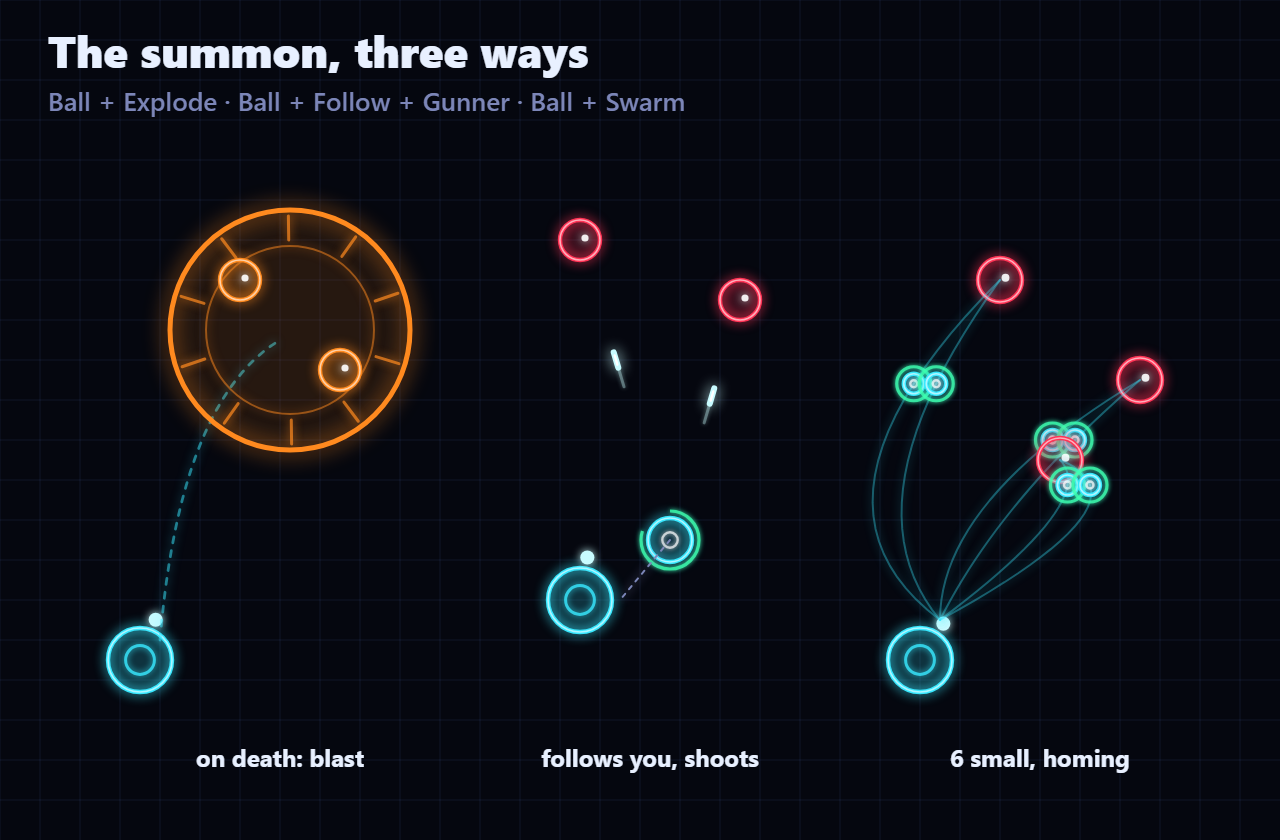 The summon, three ways
Ball + Explode · Ball + Follow + Gunner · Ball + Swarm
on death: blast
follows you, shoots
6 small, homing